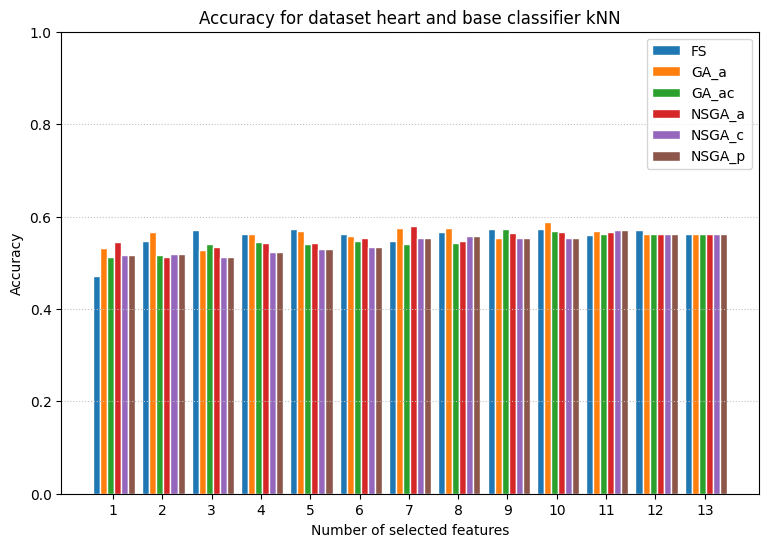 Accuracy for dataset heart and base classifier kNN
FS
GA_a
GA_ac
NSGA_a
NSGA_c
NSGA_p
Accuracy
1.0
0.8
0.6
0.4
0.2
0.0
1 2 3 4 5 6 7 8 9 10 11 12 13
Number of selected features